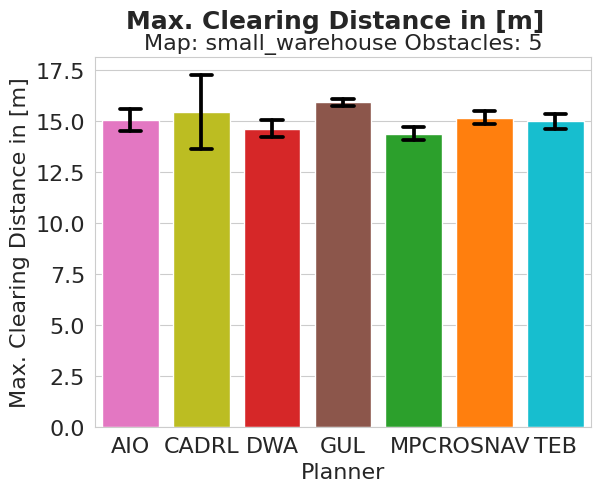 Max. Clearing Distance in [m]
Map: small_warehouse Obstacles: 5
Max. Clearing Distance in [m]
17.5
15.0
12.5
10.0
7.5
5.0
2.5
0.0
AIO CADRL DWA GUL MPC ROSNAV TEB
Planner